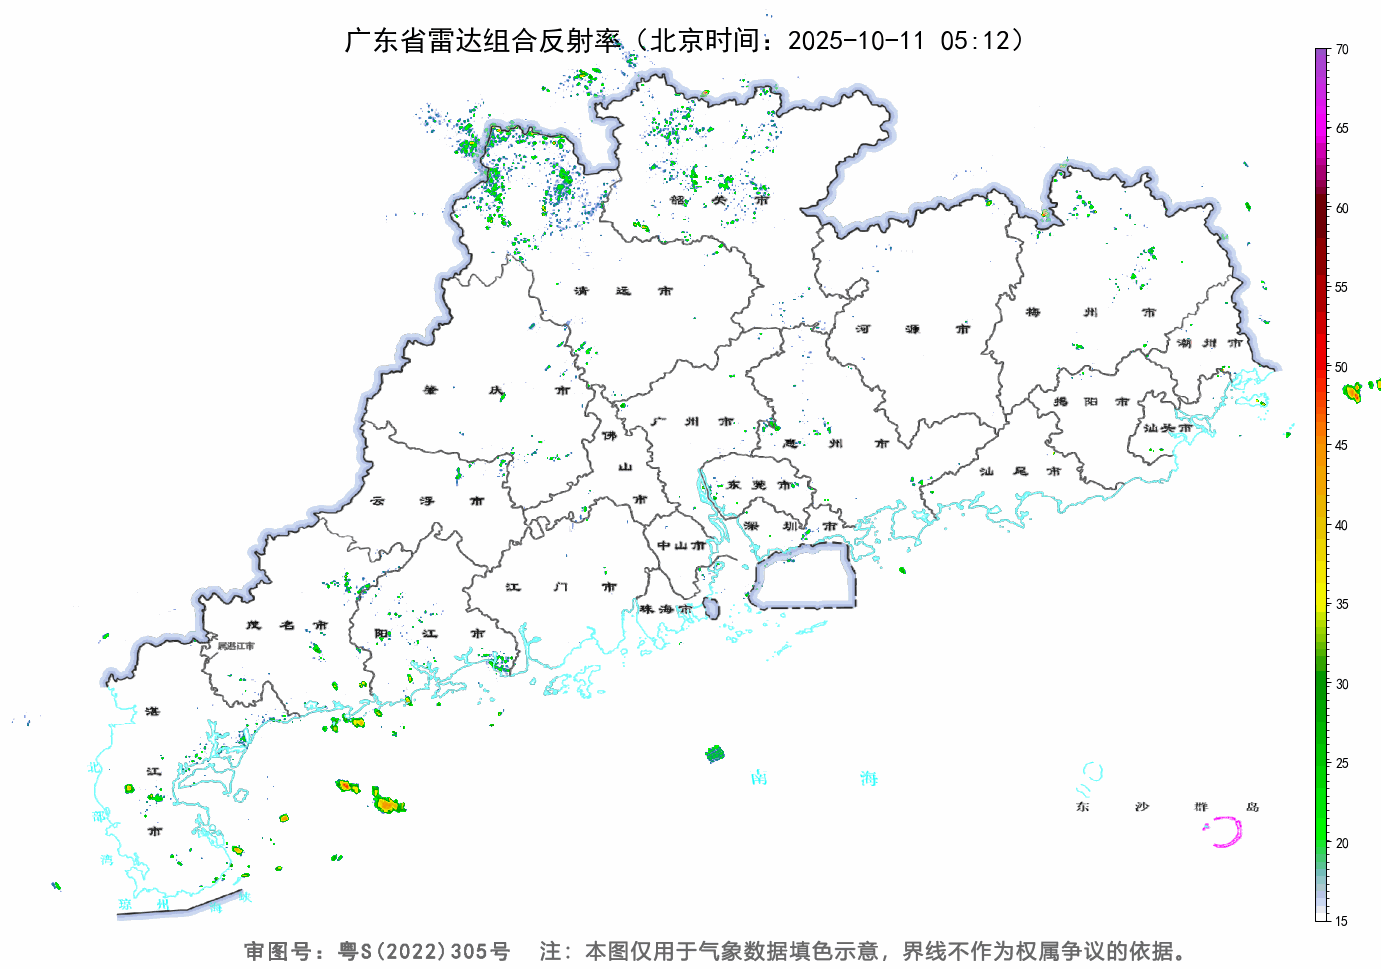 广东省雷达组合反射率（北京时间：2025-10-11 05:12）
70
65
60
55
50
45
40
35
30
25
20
15
韶关市
清远市
河源市
梅州市
潮州市
肇庆市
广州市
惠州市
揭阳市
汕头市
佛山市
云浮市
东莞市
汕尾市
深圳市
中山市
江门市
珠海市
茂名市
阳江市
属湛江市
湛江市
北部湾
琼州海峡
南海
东沙群岛
审图号：粤S(2022)305号 注：本图仅用于气象数据填色示意，界线不作为权属争议的依据。